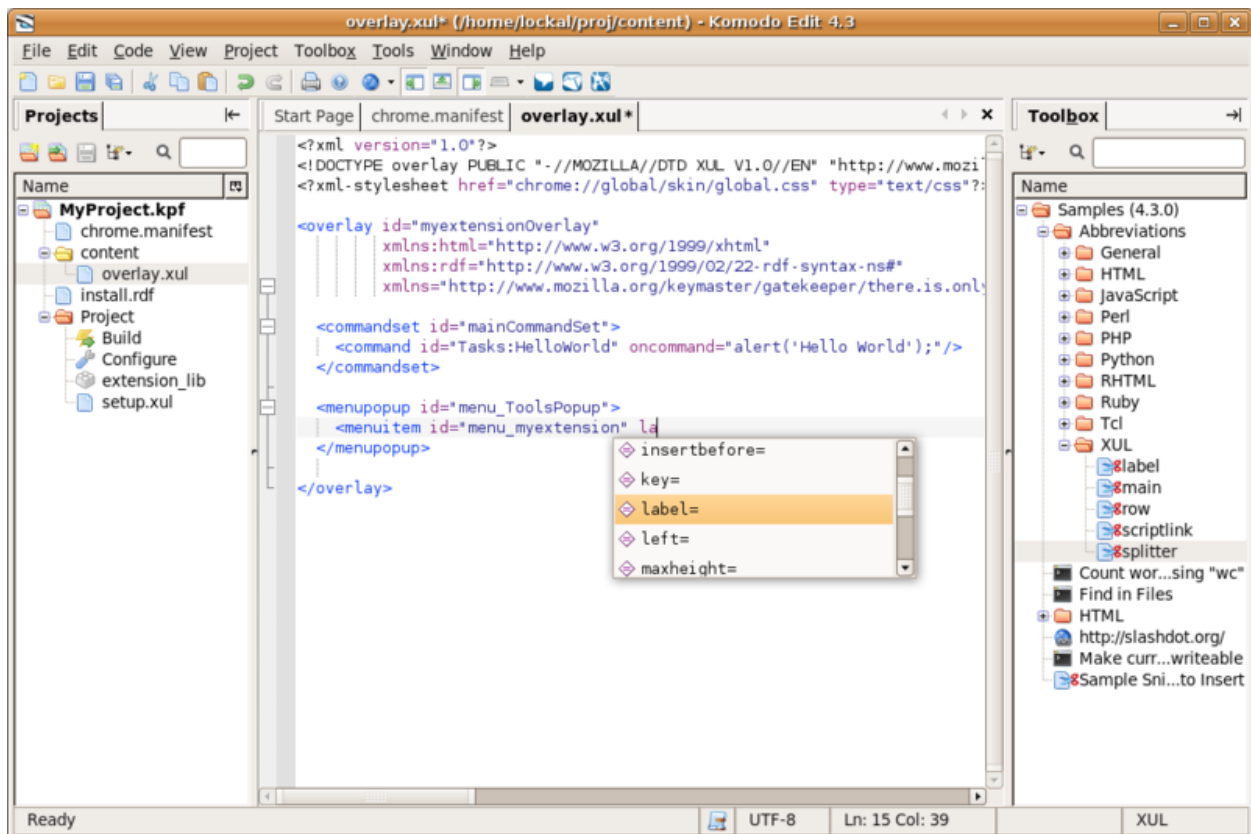 overlay.xul* (/home/lockal/proj/content) - Komodo Edit 4.3
File Edit Code View Project Toolbox Tools Window Help
Projects
Name
MyProject.kpf
chrome.manifest
content
overlay.xul
install.rdf
Project
Build
Configure
extension_lib
setup.xul
Start Page chrome.manifest overlay.xul*
<?xml version="1.0"?>
<!DOCTYPE overlay PUBLIC "-//MOZILLA//DTD XUL V1.0//EN" "http://www.mozi
<?xml-stylesheet href="chrome://global/skin/global.css" type="text/css"?>
<overlay id="myextensionOverlay"
xmlns:html="http://www.w3.org/1999/xhtml"
xmlns:rdf="http://www.w3.org/1999/02/22-rdf-syntax-ns#"
xmlns="http://www.mozilla.org/keymaster/gatekeeper/there.is.only
<commandset id="mainCommandSet">
<command id="Tasks:HelloWorld" oncommand="alert('Hello World');"/>
</commandset>
<menupopup id="menu_ToolsPopup">
<menuitem id="menu_myextension" la
</menupopup>
</overlay>
insertbefore=
key=
label=
left=
maxheight=
Toolbox
Name
Samples (4.3.0)
Abbreviations
General
HTML
JavaScript
Perl
PHP
Python
RHTML
Ruby
Tcl
XUL
label
main
row
scriptlink
splitter
Count wor...sing "wc"
Find in Files
HTML
http://slashdot.org/
Make curr...writeable
Sample Sni...to Insert
Ready
UTF-8
Ln: 15 Col: 39
XUL